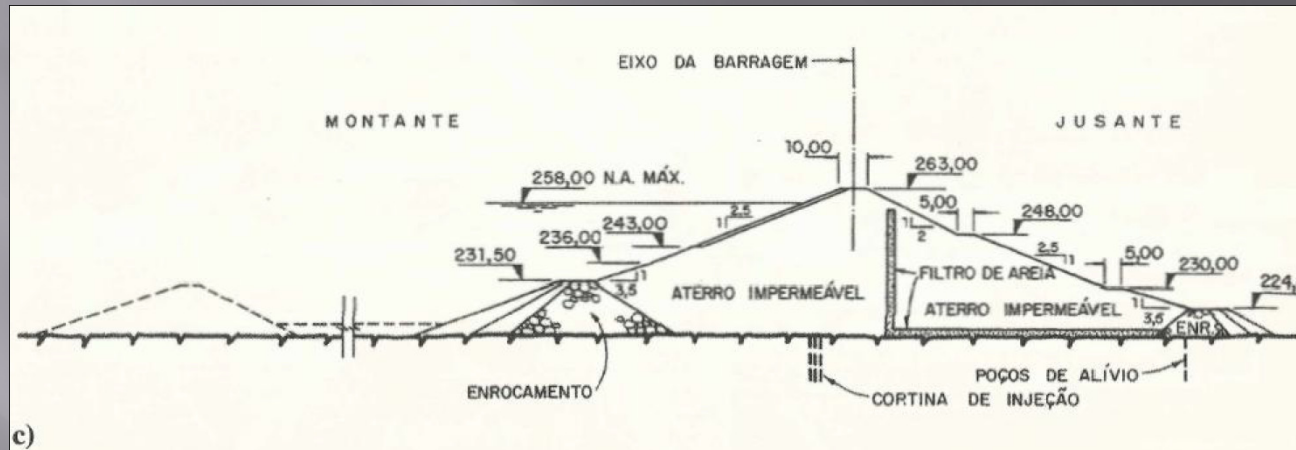 EIXO DA BARRAGEM
MONTANTE
JUSANTE
10,00
263,00
258,00 N.A. MÁX.
5,00
248,00
1
2.5
1
2
243,00
236,00
231,50
2.5
1
5,00
230,00
FILTRO DE AREIA
1
3,5
ATERRO IMPERMEÁVEL
ATERRO IMPERMEÁVEL
1
3,5
224,
ENR.
ENROCAMENTO
POÇOS DE ALÍVIO
CORTINA DE INJEÇÃO
c)